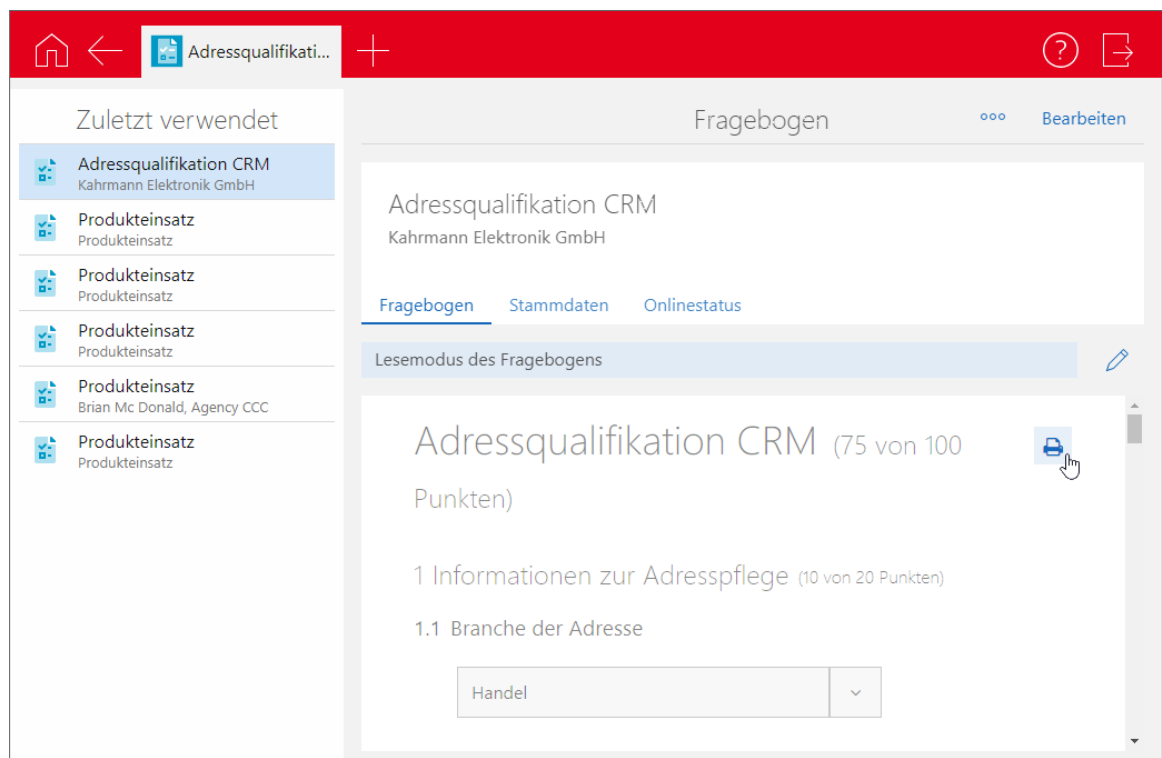 Adressqualifikati...
Zuletzt verwendet
Adressqualifikation CRM
Kahrmann Elektronik GmbH
Produkteinsatz
Produkteinsatz
Produkteinsatz
Produkteinsatz
Produkteinsatz
Produkteinsatz
Produkteinsatz
Brian Mc Donald, Agency CCC
Produkteinsatz
Produkteinsatz
Fragebogen
Bearbeiten
Adressqualifikation CRM
Kahrmann Elektronik GmbH
Fragebogen Stammdaten Onlinestatus
Lesemodus des Fragebogens
Adressqualifikation CRM (75 von 100
Punkten)
1 Informationen zur Adresspflege (10 von 20 Punkten)
1.1 Branche der Adresse
Handel